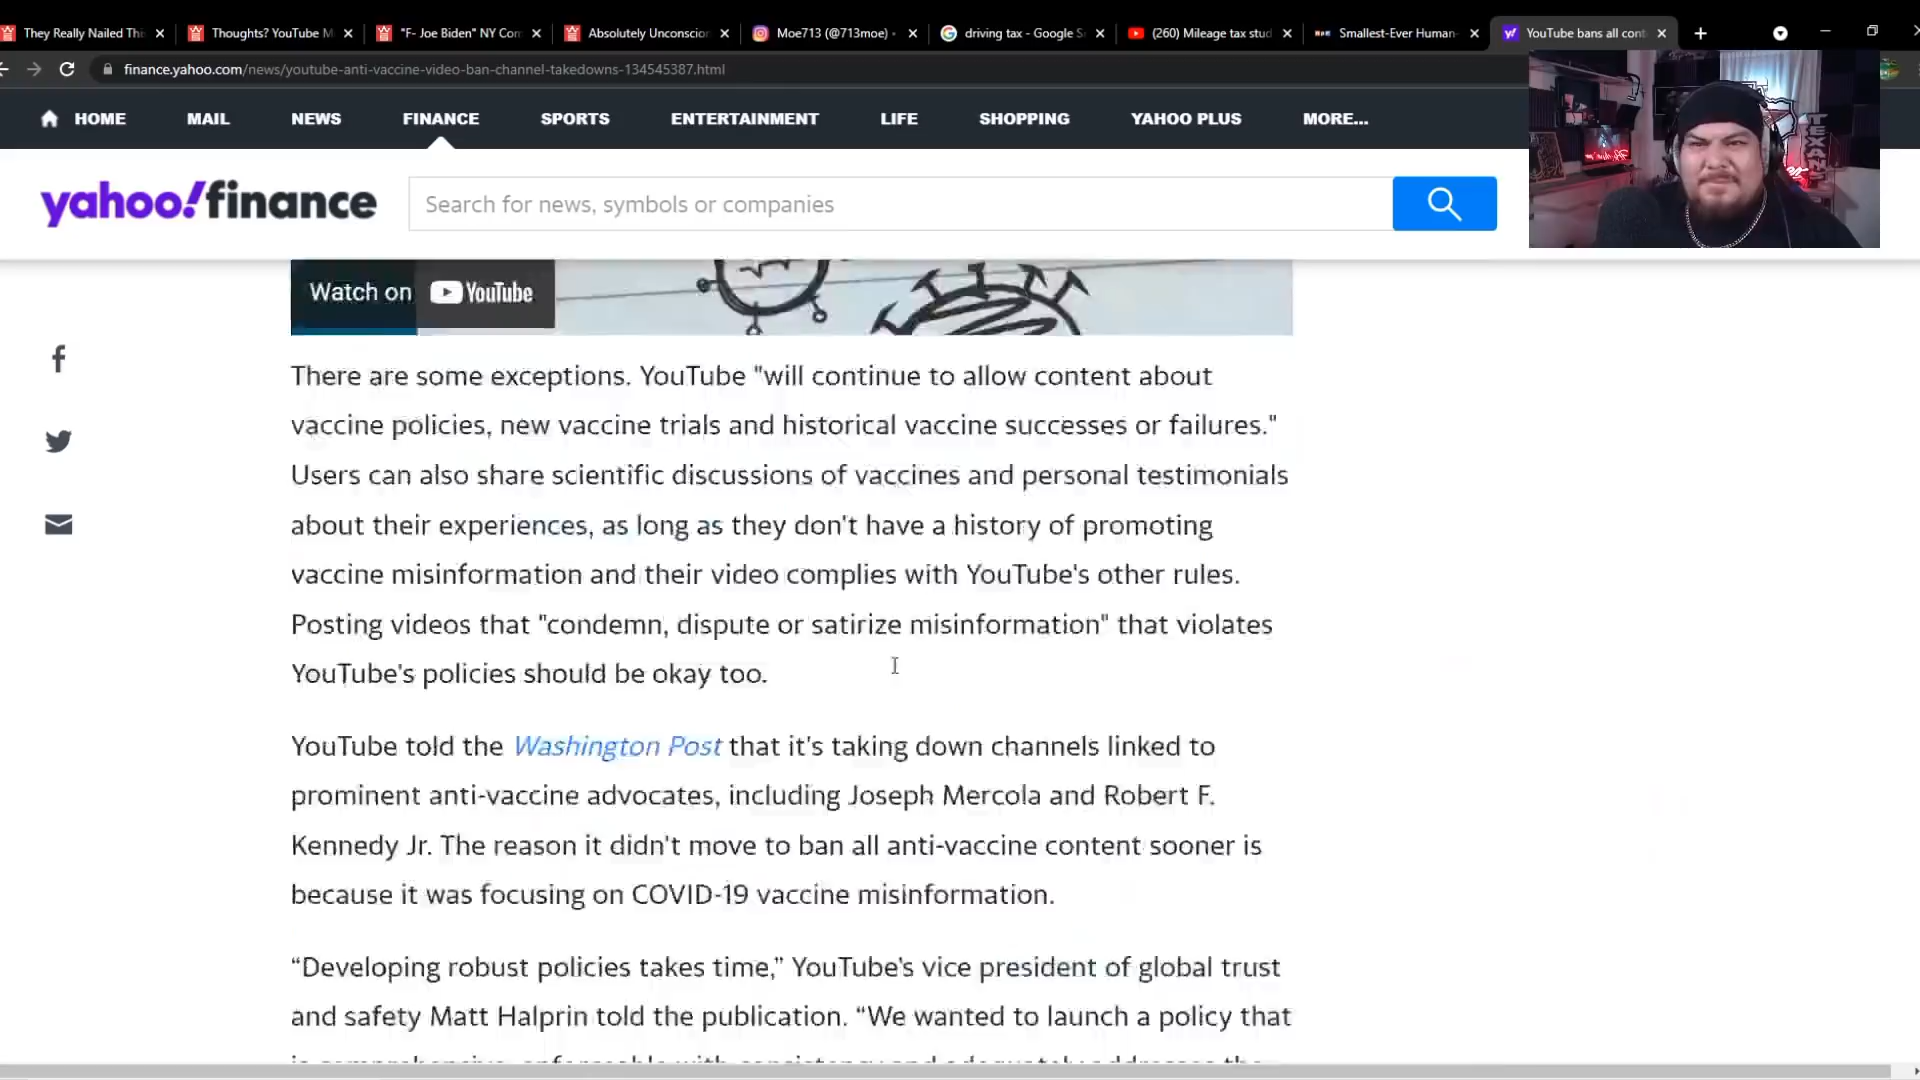 They Really Nailed Thi
Thoughts? YouTube M
"F- Joe Biden" NY Com
Absolutely Unconscion
Moe713 (@713moe) •
driving tax - Google S
(260) Mileage tax stud
Smallest-Ever Human-
YouTube bans all cont
finance.yahoo.com/news/youtube-anti-vaccine-video-ban-channel-takedowns-134545387.html
HOME MAIL NEWS FINANCE SPORTS ENTERTAINMENT LIFE SHOPPING YAHOO PLUS MORE...
yahoo!finance
Search for news, symbols or companies
Watch on YouTube
There are some exceptions. YouTube "will continue to allow content about
vaccine policies, new vaccine trials and historical vaccine successes or failures."
Users can also share scientific discussions of vaccines and personal testimonials
about their experiences, as long as they don't have a history of promoting
vaccine misinformation and their video complies with YouTube's other rules.
Posting videos that "condemn, dispute or satirize misinformation" that violates
YouTube's policies should be okay too.
YouTube told the Washington Post that it's taking down channels linked to
prominent anti-vaccine advocates, including Joseph Mercola and Robert F.
Kennedy Jr. The reason it didn't move to ban all anti-vaccine content sooner is
because it was focusing on COVID-19 vaccine misinformation.
“Developing robust policies takes time,” YouTube's vice president of global trust
and safety Matt Halprin told the publication. “We wanted to launch a policy that